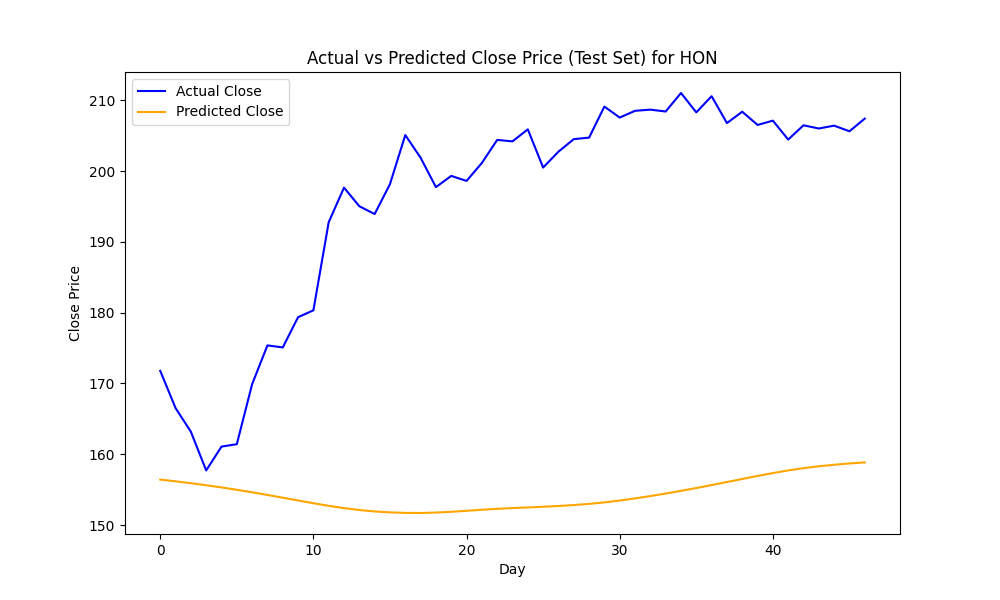 Actual vs Predicted Close Price (Test Set) for HON
Actual Close
Predicted Close
Close Price
210
200
190
180
170
160
150
0 10 20 30 40
Day